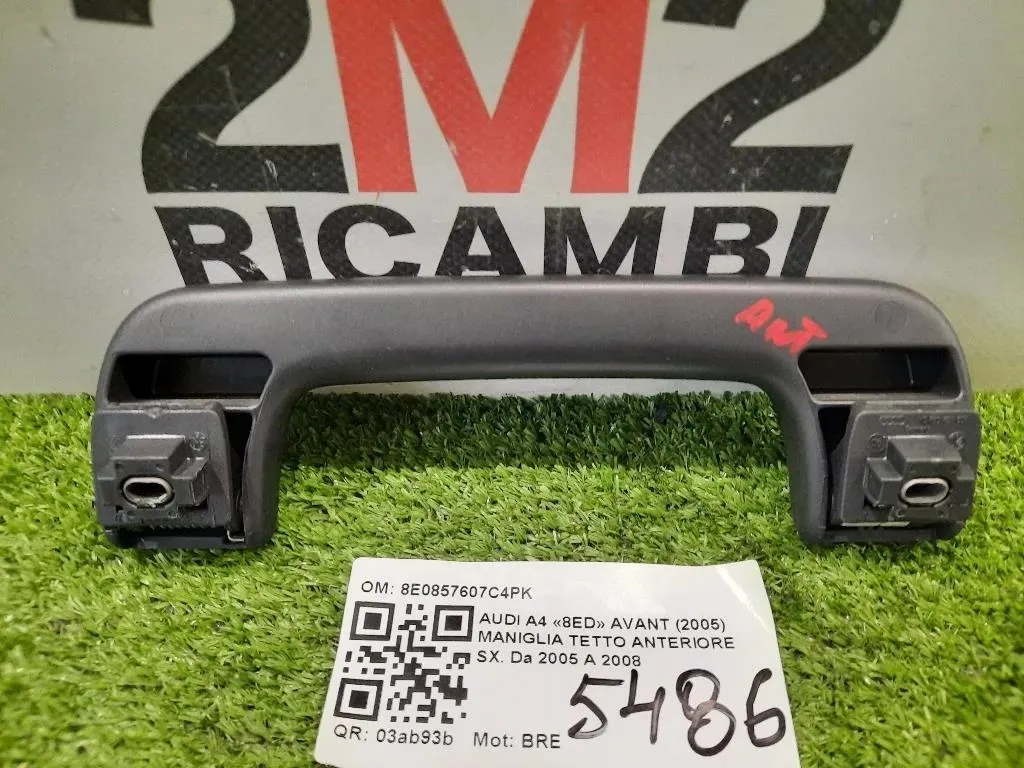 2M2
RICAMBI
ANT
OM: 8E0857607C4PK
AUDI A4 «8ED» AVANT (2005)
MANIGLIA TETTO ANTERIORE
SX. Da 2005 A 2008
5486
QR: 03ab93b Mot: BRE